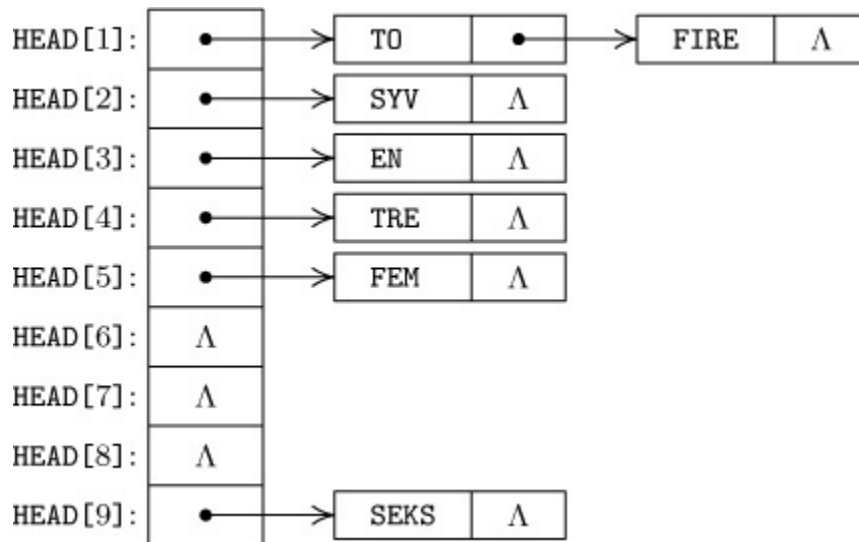 HEAD[1]: TO FIRE Λ
HEAD[2]: SYV Λ
HEAD[3]: EN Λ
HEAD[4]: TRE Λ
HEAD[5]: FEM Λ
HEAD[6]: Λ
HEAD[7]: Λ
HEAD[8]: Λ
HEAD[9]: SEKS Λ